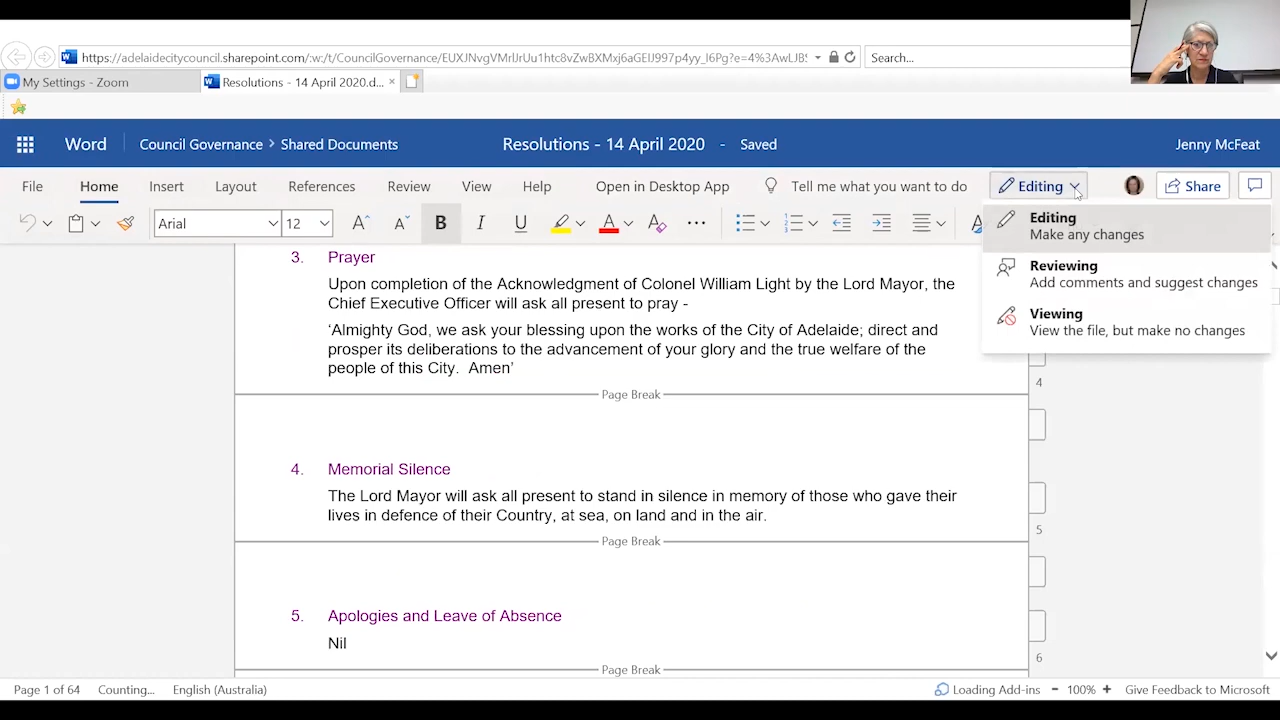 https://adelaidecitycouncil.sharepoint.com/:w:/t/CouncilGovernance/
Search...
My Settings - Zoom
Resolutions - 14 April 2020.d...
Word
Council Governance > Shared Documents
Resolutions - 14 April 2020 - Saved
Jenny McFeat
File Home Insert Layout References Review View Help Open in Desktop App Tell me what you want to do Editing Share
Arial 12 B I U A
Editing
Make any changes
Reviewing
Add comments and suggest changes
Viewing
View the file, but make no changes
3. Prayer
Upon completion of the Acknowledgment of Colonel William Light by the Lord Mayor, the
Chief Executive Officer will ask all present to pray -
‘Almighty God, we ask your blessing upon the works of the City of Adelaide; direct and
prosper its deliberations to the advancement of your glory and the true welfare of the
people of this City.  Amen’
Page Break
4
4. Memorial Silence
The Lord Mayor will ask all present to stand in silence in memory of those who gave their
lives in defence of their Country, at sea, on land and in the air.
5
Page Break
5. Apologies and Leave of Absence
Nil
6
Page Break
Page 1 of 64 Counting... English (Australia) Loading Add-ins - 100% + Give Feedback to Microsoft